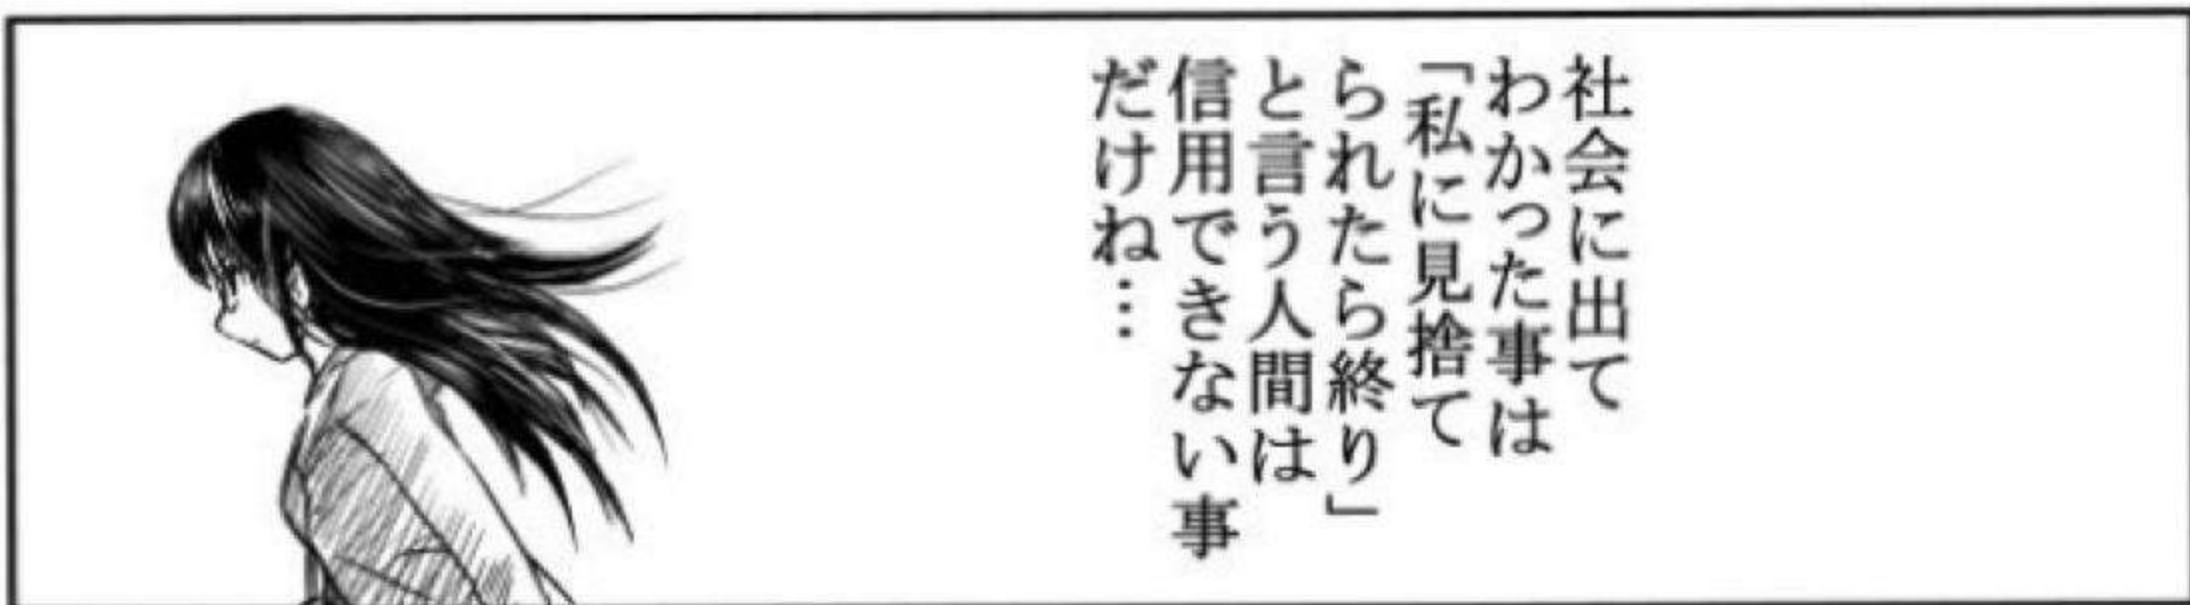 社会に出て
わかった事は
「私に見捨て
られたら終り」
と言う人間は
信用できない事
だけね…